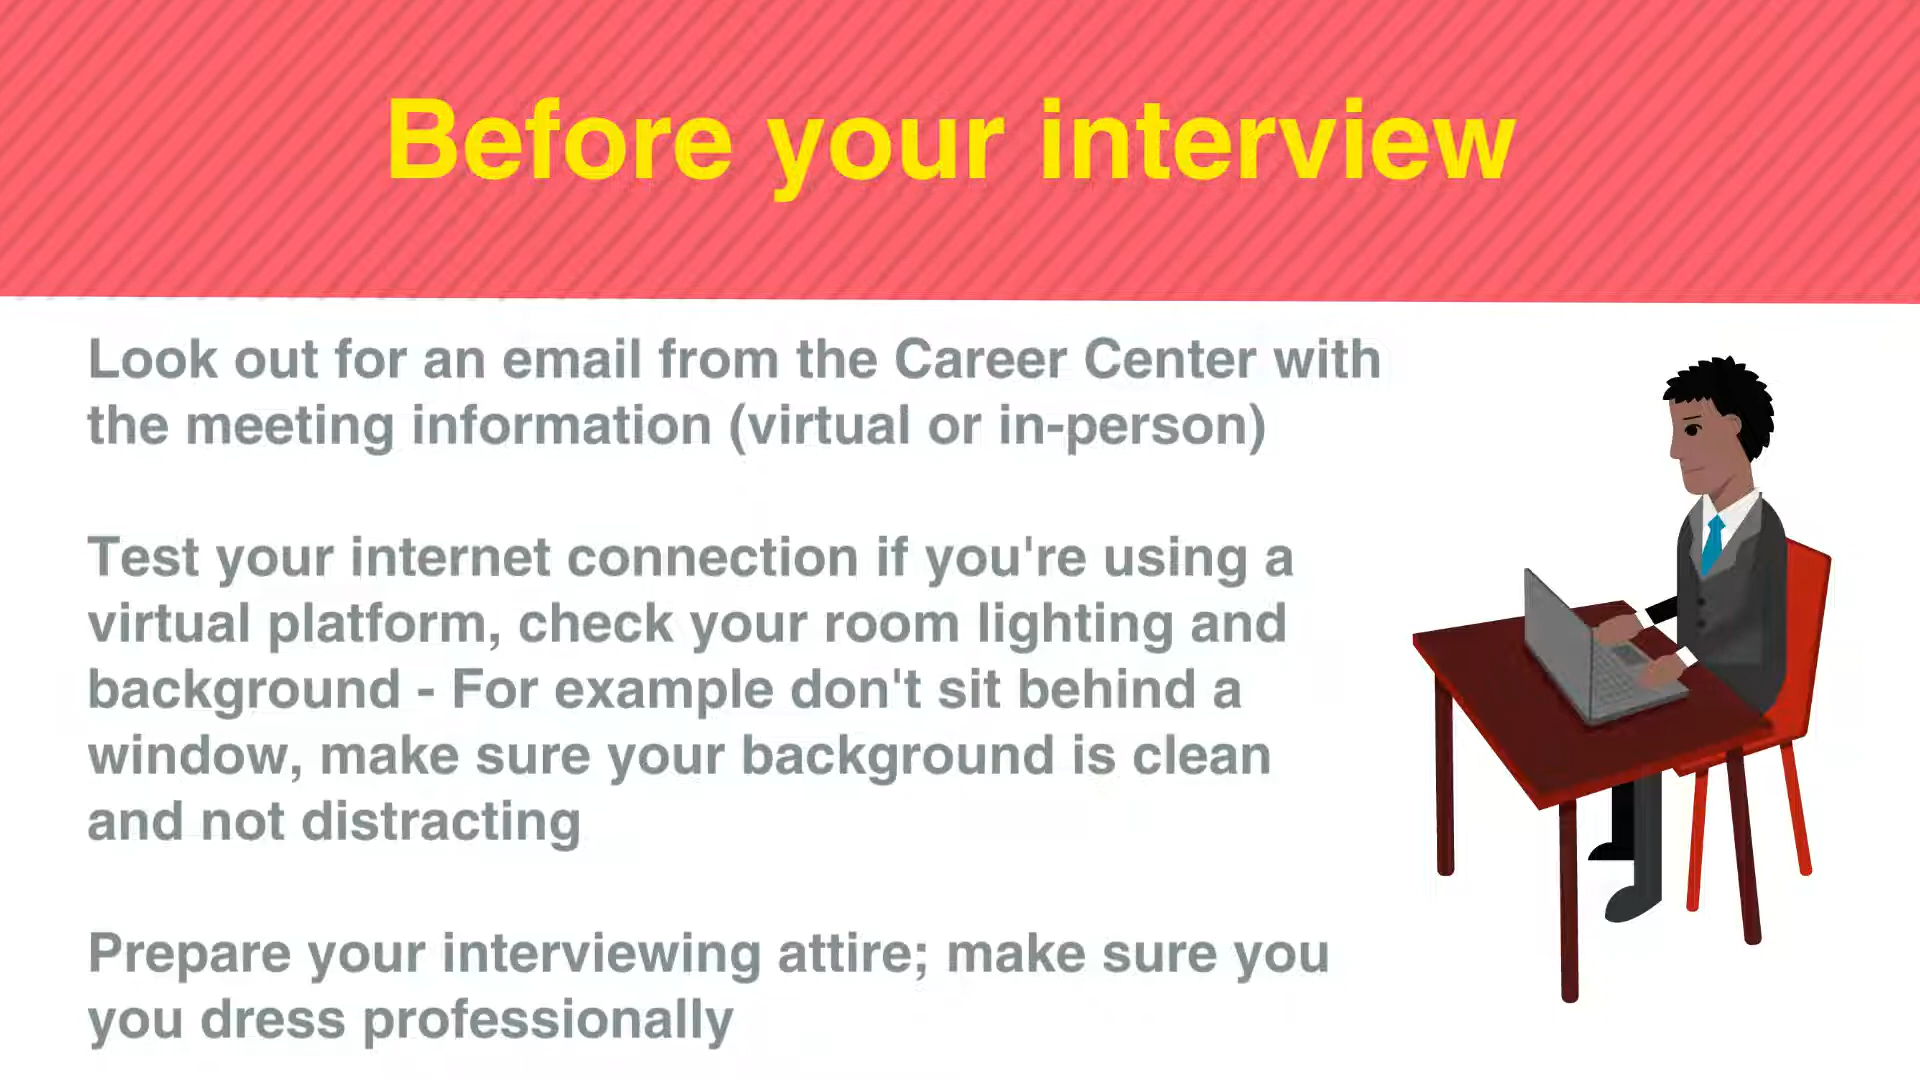 Before your interview
Look out for an email from the Career Center with
the meeting information (virtual or in-person)
Test your internet connection if you're using a
virtual platform, check your room lighting and
background - For example don't sit behind a
window, make sure your background is clean
and not distracting
Prepare your interviewing attire; make sure you
you dress professionally